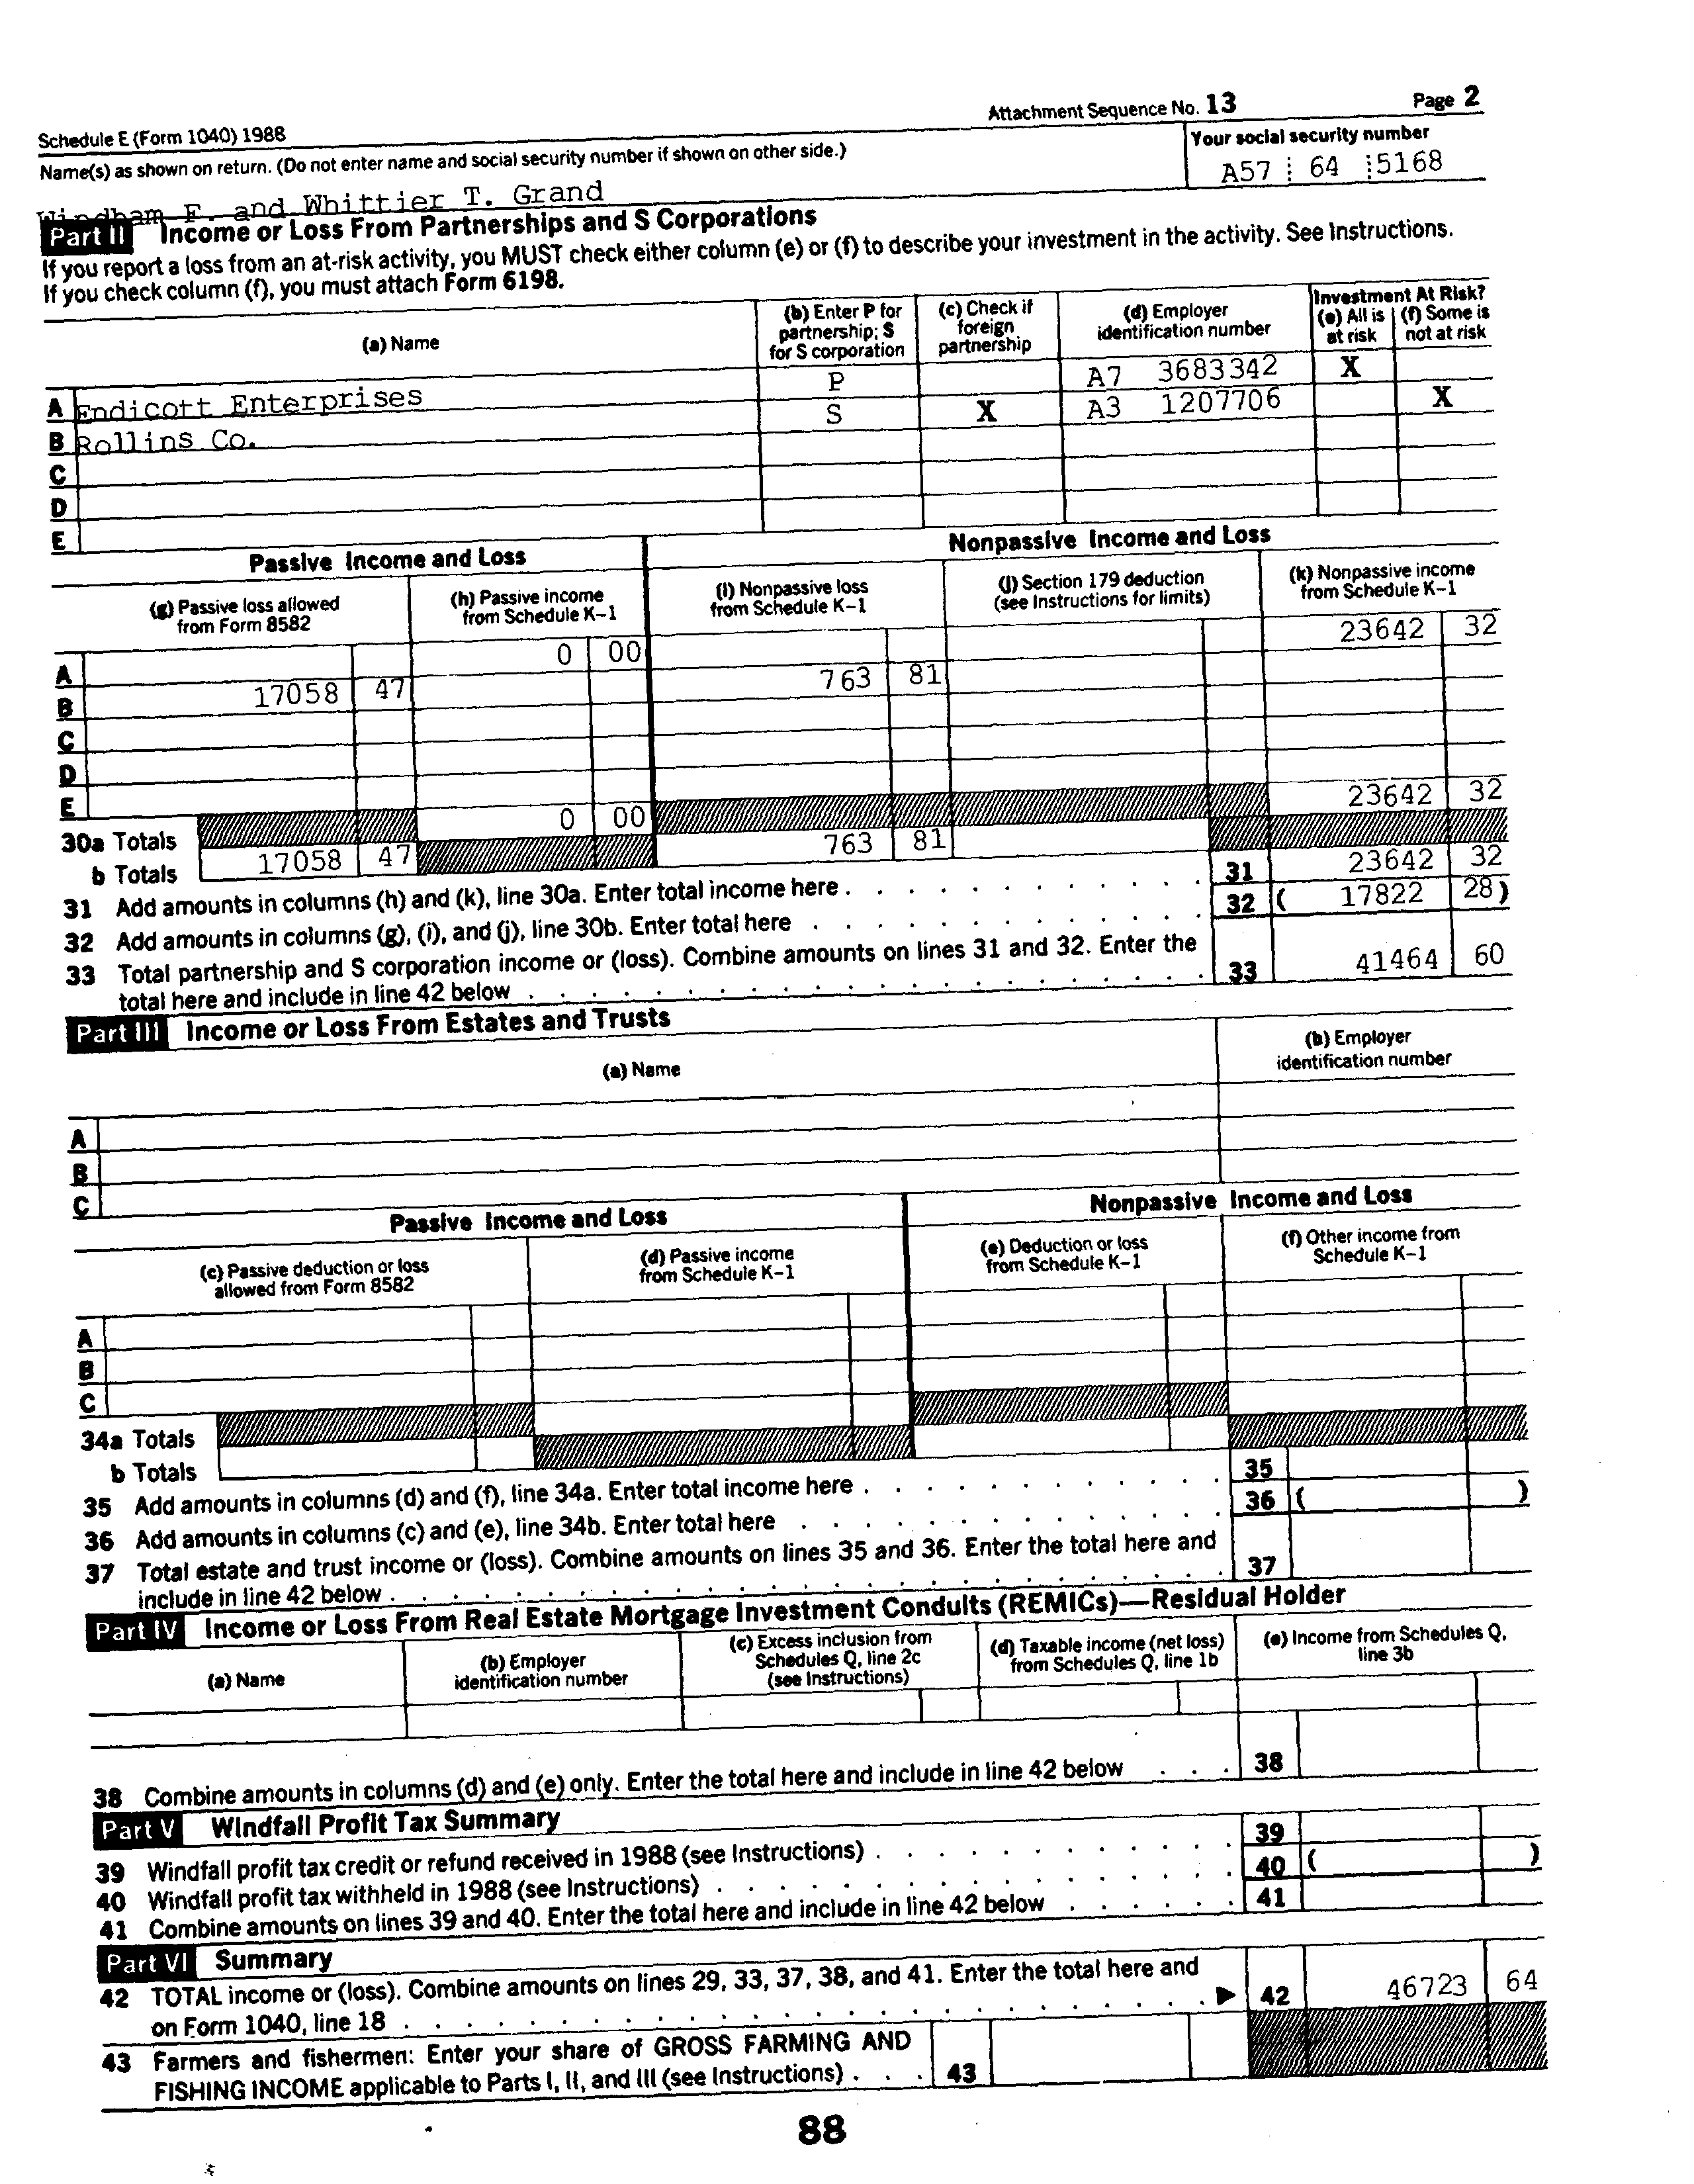 Attachment Sequence No. 13 Page 2
Schedule E (Form 1040) 1988
Name(s) as shown on return. (Do not enter name and social security number if shown on other side.) Your social security number
Windham F. and Whittier T. Grand A57 64 5168
Part II Income or Loss From Partnerships and S Corporations
If you report a loss from an at-risk activity, you MUST check either column (e) or (f) to describe your investment in the activity. See Instructions.
If you check column (f), you must attach Form 6198.
(a) Name
(b) Enter P for partnership; S for S corporation
(c) Check if foreign partnership
(d) Employer identification number
Investment At Risk?
(e) All is at risk
(f) Some is not at risk
A Endicott Enterprises P A7 3683342 X
B Rollins Co. S X A3 1207706 X
C
D
E
Passive Income and Loss Nonpassive Income and Loss
(g) Passive loss allowed from Form 8582
(h) Passive income from Schedule K-1
(i) Nonpassive loss from Schedule K-1
(j) Section 179 deduction (see Instructions for limits)
(k) Nonpassive income from Schedule K-1
A 0 00 23642 32
B 17058 47 763 81
C
D
E
30a Totals 0 00 23642 32
b Totals 17058 47 763 81
31 Add amounts in columns (h) and (k), line 30a. Enter total income here . 31 23642 32
32 Add amounts in columns (g), (i), and (j), line 30b. Enter total here 32 ( 17822 28 )
33 Total partnership and S corporation income or (loss). Combine amounts on lines 31 and 32. Enter the
total here and include in line 42 below 33 41464 60
Part III Income or Loss From Estates and Trusts
(a) Name
(b) Employer identification number
A
B
C
Passive Income and Loss Nonpassive Income and Loss
(c) Passive deduction or loss allowed from Form 8582
(d) Passive income from Schedule K-1
(e) Deduction or loss from Schedule K-1
(f) Other income from Schedule K-1
A
B
C
34a Totals
b Totals
35 Add amounts in columns (d) and (f), line 34a. Enter total income here . 35
36 Add amounts in columns (c) and (e), line 34b. Enter total here 36 ( )
37 Total estate and trust income or (loss). Combine amounts on lines 35 and 36. Enter the total here and
include in line 42 below . 37
Part IV Income or Loss From Real Estate Mortgage Investment Conduits (REMICs)—Residual Holder
(a) Name
(b) Employer identification number
(c) Excess inclusion from Schedules Q, line 2c (see Instructions)
(d) Taxable income (net loss) from Schedules Q, line 1b
(e) Income from Schedules Q, line 3b
38 Combine amounts in columns (d) and (e) only. Enter the total here and include in line 42 below 38
Part V Windfall Profit Tax Summary
39 Windfall profit tax credit or refund received in 1988 (see Instructions) . 39
40 Windfall profit tax withheld in 1988 (see Instructions) 40 ( )
41 Combine amounts on lines 39 and 40. Enter the total here and include in line 42 below 41
Part VI Summary
42 TOTAL income or (loss). Combine amounts on lines 29, 33, 37, 38, and 41. Enter the total here and
on Form 1040, line 18 ▶ 42 46723 64
43 Farmers and fishermen: Enter your share of GROSS FARMING AND
FISHING INCOME applicable to Parts I, II, and III (see Instructions) . 43
88